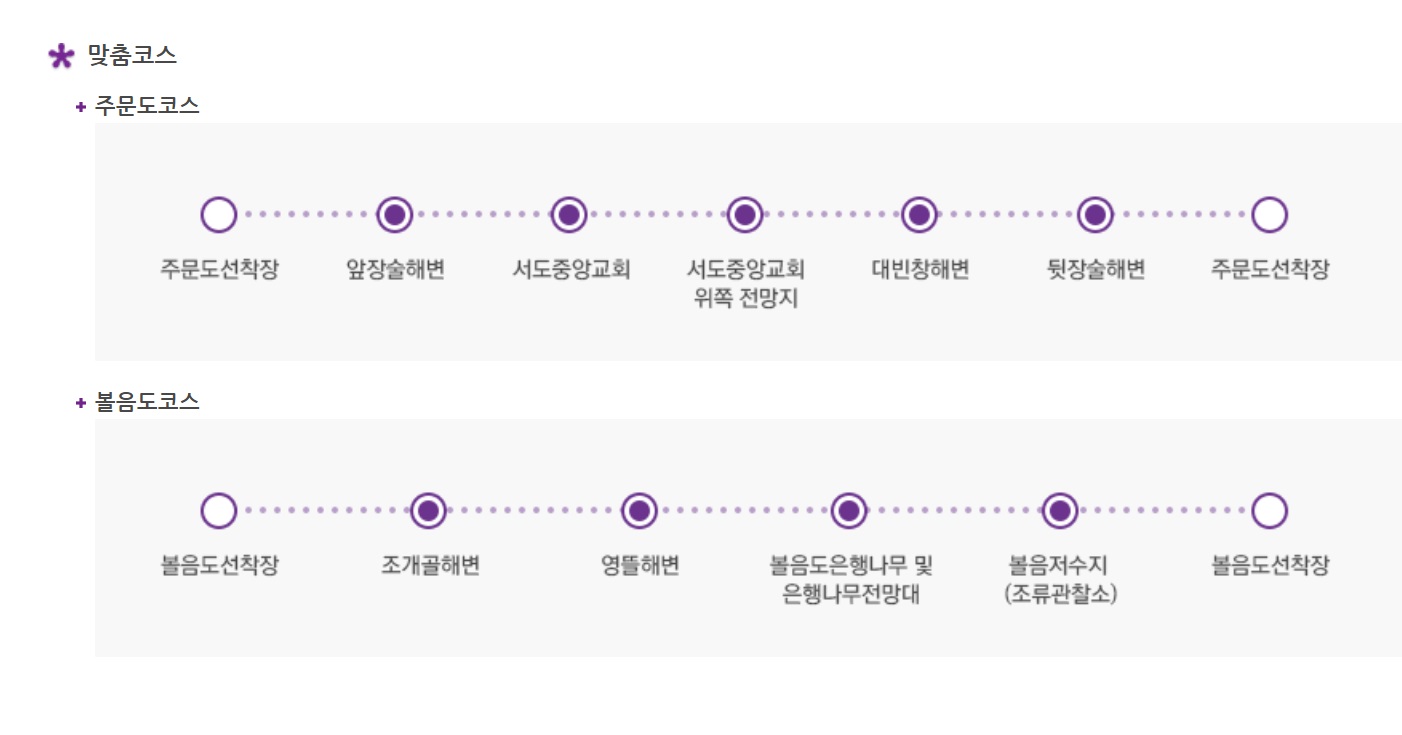 맞춤코스
주문도코스
주문도선착장
앞장술해변
서도중앙교회
서도중앙교회
위쪽 전망지
대빈창해변
뒷장술해변
주문도선착장
볼음도코스
볼음도선착장
조개골해변
영뜰해변
볼음도은행나무 및
은행나무전망대
볼음저수지
(조류관찰소)
볼음도선착장